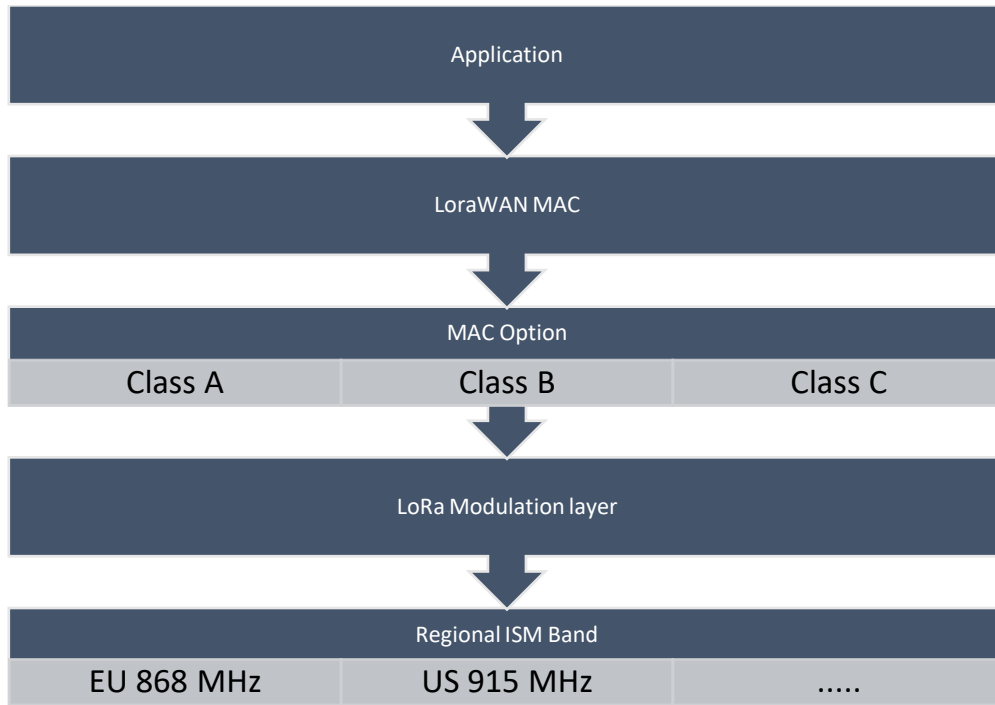 Application
LoraWAN MAC
MAC Option
Class A Class B Class C
LoRa Modulation layer
Regional ISM Band
EU 868 MHz US 915 MHz .....